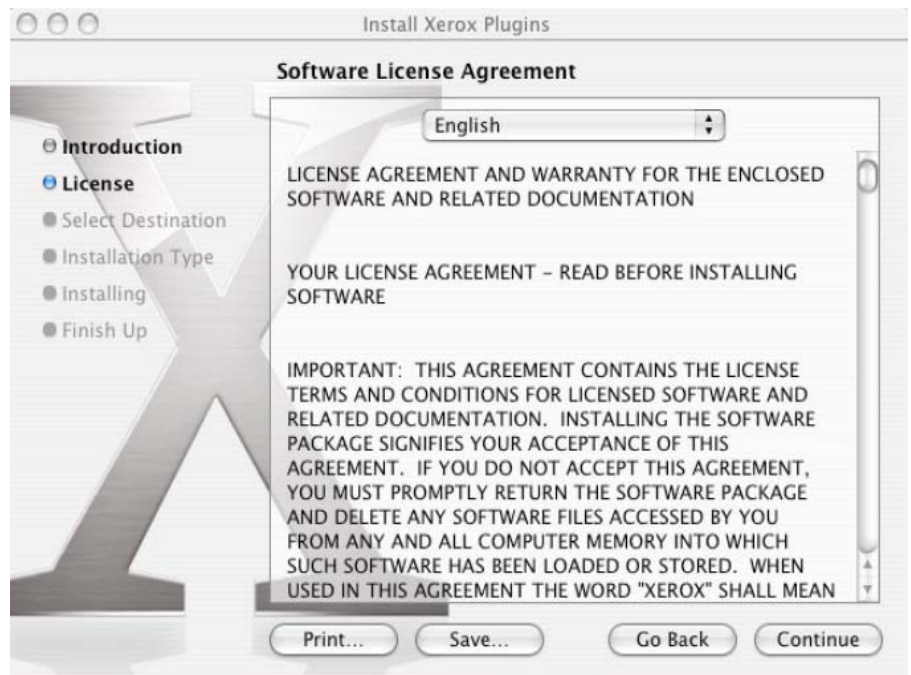 Install Xerox Plugins
Software License Agreement
Introduction
License
Select Destination
Installation Type
Installing
Finish Up
English
LICENSE AGREEMENT AND WARRANTY FOR THE ENCLOSED
SOFTWARE AND RELATED DOCUMENTATION
YOUR LICENSE AGREEMENT – READ BEFORE INSTALLING
SOFTWARE
IMPORTANT:  THIS AGREEMENT CONTAINS THE LICENSE
TERMS AND CONDITIONS FOR LICENSED SOFTWARE AND
RELATED DOCUMENTATION.  INSTALLING THE SOFTWARE
PACKAGE SIGNIFIES YOUR ACCEPTANCE OF THIS
AGREEMENT.  IF YOU DO NOT ACCEPT THIS AGREEMENT,
YOU MUST PROMPTLY RETURN THE SOFTWARE PACKAGE
AND DELETE ANY SOFTWARE FILES ACCESSED BY YOU
FROM ANY AND ALL COMPUTER MEMORY INTO WHICH
SUCH SOFTWARE HAS BEEN LOADED OR STORED.  WHEN
USED IN THIS AGREEMENT THE WORD "XEROX" SHALL MEAN
Print... Save... Go Back Continue